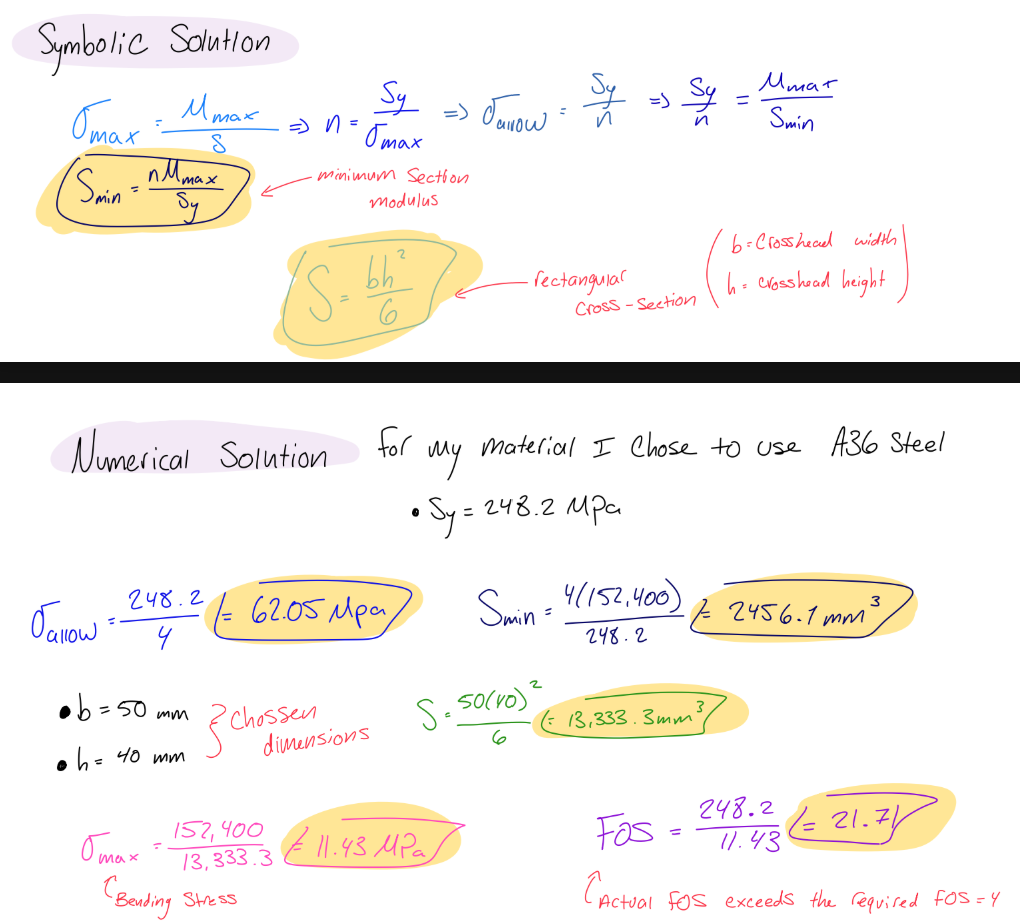 Symbolic Solution
σmax = Mmax/S ⇒ n = Sy/σmax ⇒ σallow = Sy/n ⇒ Sy/n = Mmax/Smin
Smin = nMmax/Sy ← minimum Section modulus
S = bh²/6 ← rectangular Cross-Section (b = Crosshead width
h = crosshead height)
Numerical Solution For my material I Chose to use A36 Steel
• Sy = 248.2 MPa
σallow = 248.2/4 = 62.05 Mpa Smin = 4(152,400)/248.2 = 2456.1 mm³
• b = 50 mm
• h = 40 mm } Chossen dimensions
S = 50(40)²/6 = 13,333.3mm³
σmax = 152,400/13,333.3 = 11.43 MPa
Bending Stress
FOS = 248.2/11.43 = 21.71
Actual FOS exceeds the required FOS = 4